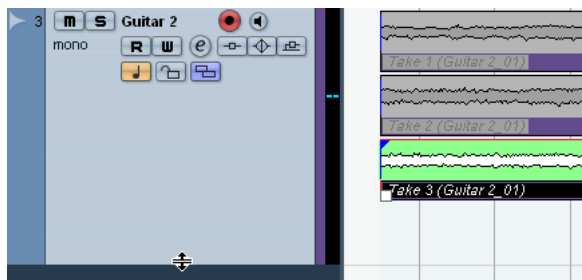 3 m S Guitar 2
mono R W e
Take 1 (Guitar 2_01)
Take 2 (Guitar 2_01)
Take 3 (Guitar 2_01)